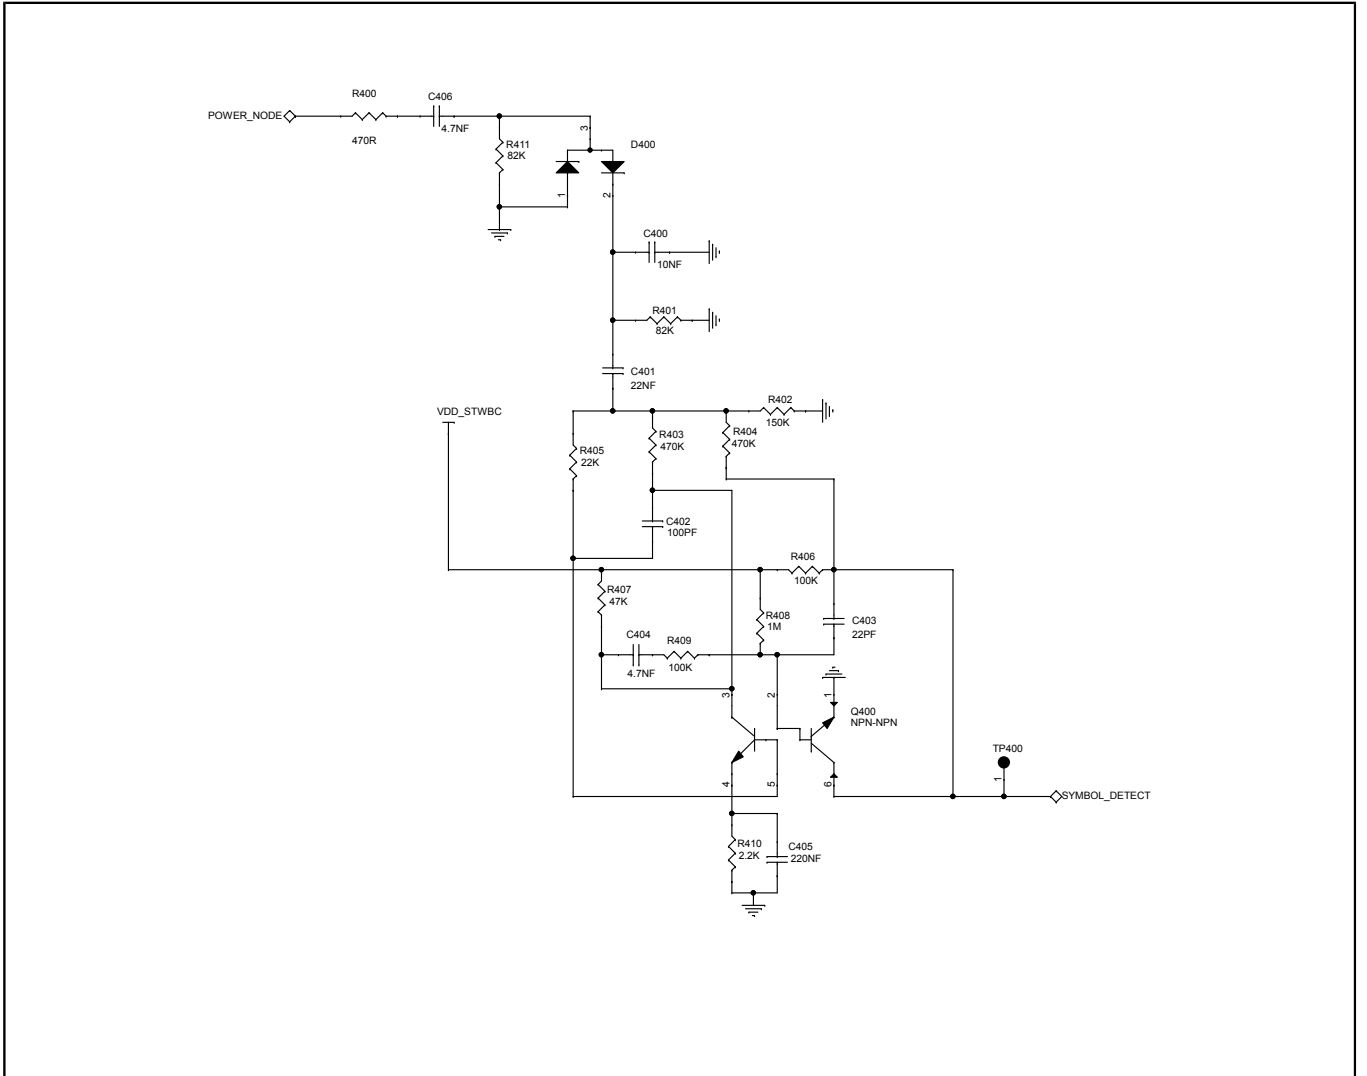 R400
C406
POWER_NODE
4.7NF
470R
R411
82K
3
D400
1
2
C400
10NF
R401
82K
C401
22NF
VDD_STWBC
R402
150K
R403
470K
R404
470K
R405
22K
C402
100PF
R406
100K
R407
47K
R408
1M
C403
22PF
C404
4.7NF
R409
100K
3
2
1
Q400
NPN-NPN
TP400
1
4
5
6
SYMBOL_DETECT
R410
2.2K
C405
220NF